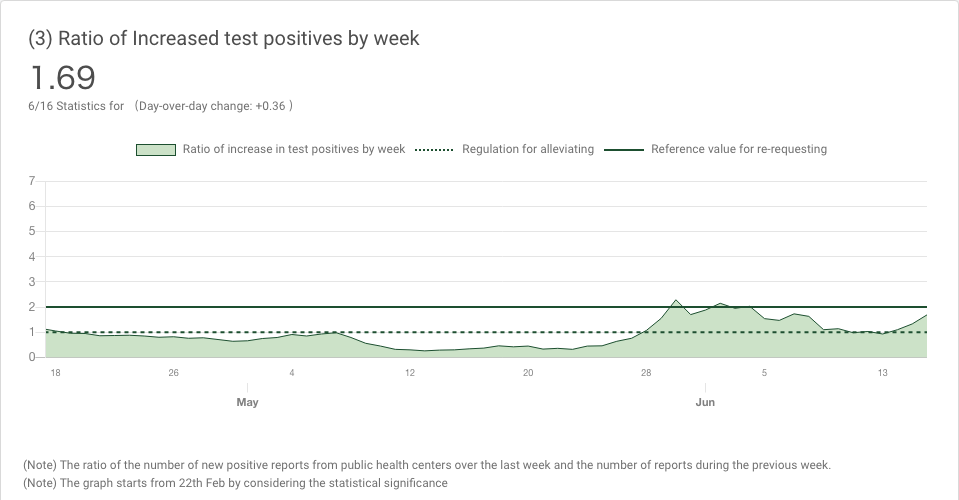 (3) Ratio of Increased test positives by week
1.69
6/16 Statistics for （Day-over-day change: +0.36 ）
Ratio of increase in test positives by week Regulation for alleviating Reference value for re-requesting
7
6
5
4
3
2
1
0
18 26 4 12 20 28 5 13
May Jun
(Note) The ratio of the number of new positive reports from public health centers over the last week and the number of reports during the previous week.
(Note) The graph starts from 22th Feb by considering the statistical significance